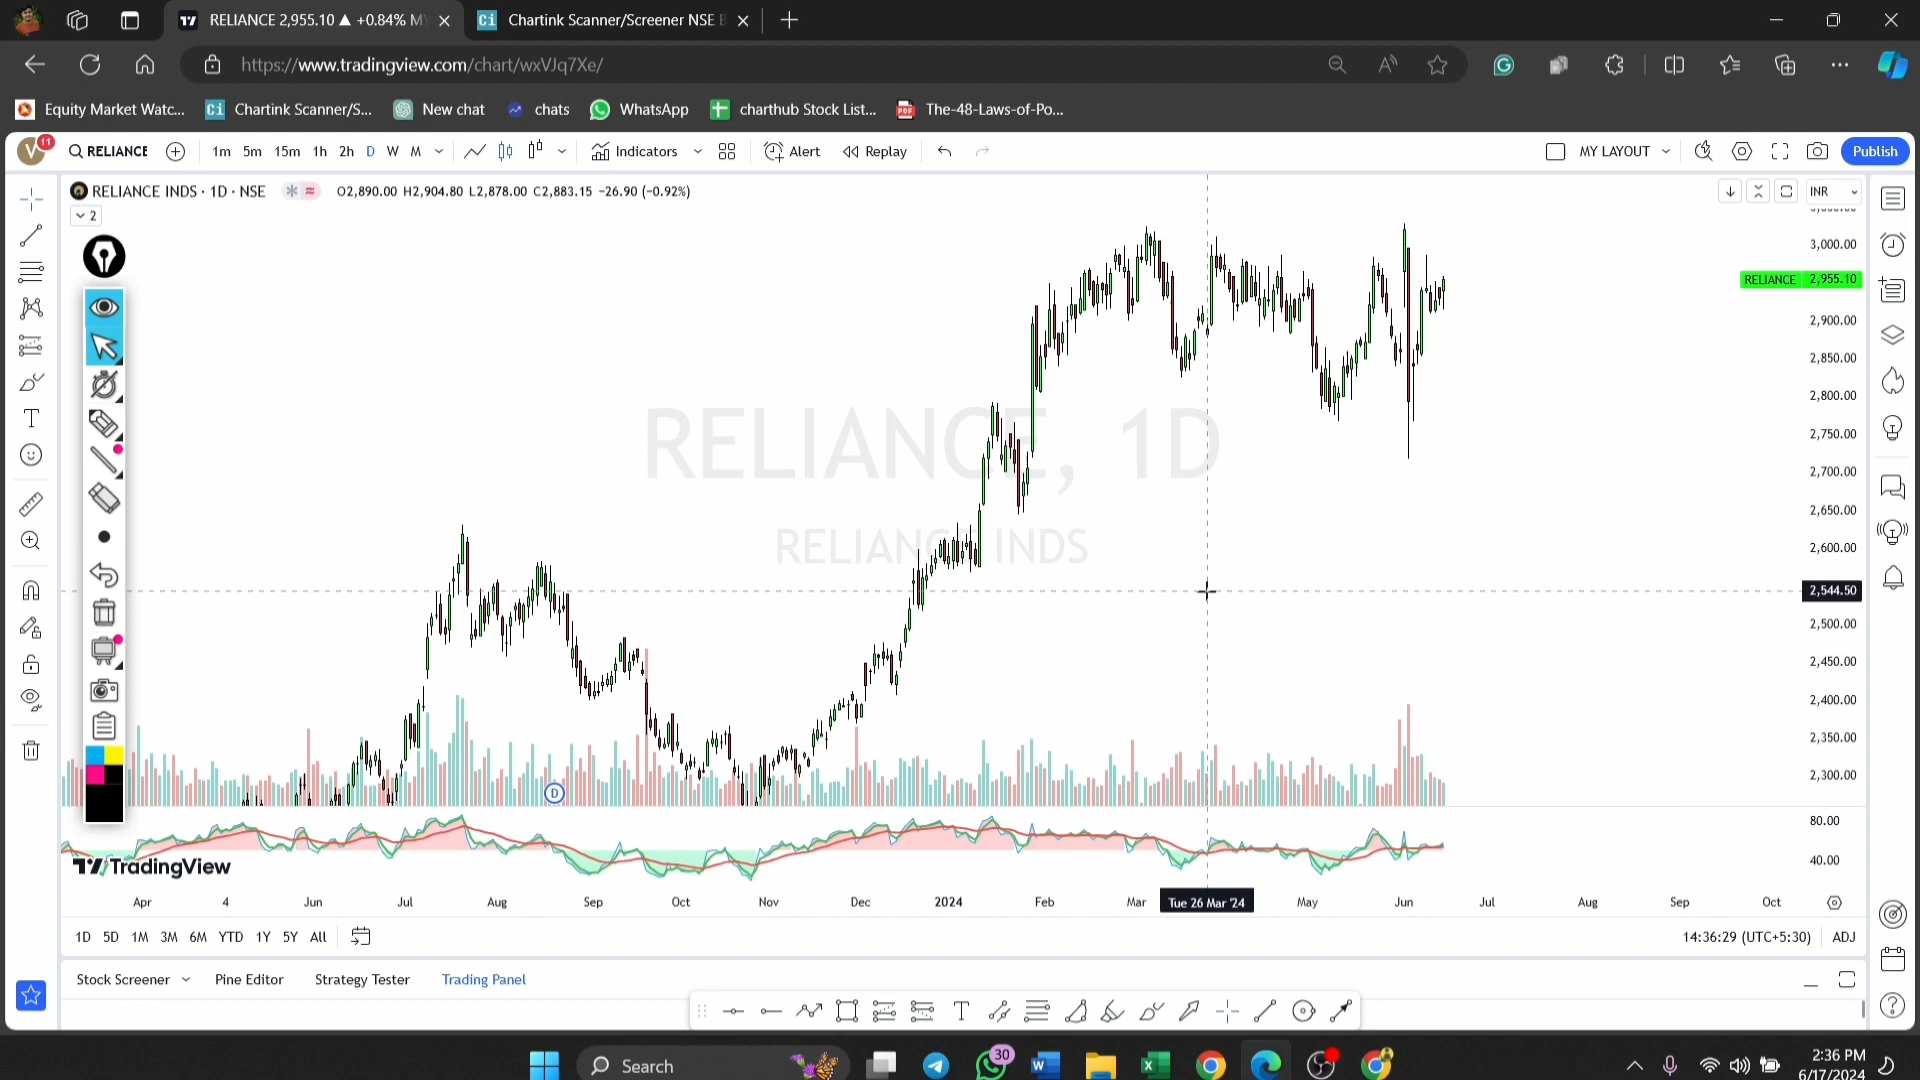 RELIANCE 2,955.10 ▲ +0.84% MY
Chartink Scanner/Screener NSE
https://www.tradingview.com/chart/wxVJq7Xe/
Equity Market Watc...
Ci Chartink Scanner/S...
New chat
chats
WhatsApp
charthub Stock List...
PDF The-48-Laws-of-Po...
V 11
RELIANCE
1m 5m 15m 1h 2h D W M
Indicators
Alert
Replay
MY LAYOUT
Publish
RELIANCE INDS · 1D · NSE
O2,890.00 H2,904.80 L2,878.00 C2,883.15 −26.90 (−0.92%)
INR
2
3,000.00
RELIANCE 2,955.10
2,900.00
2,850.00
2,800.00
2,750.00
2,700.00
2,650.00
2,600.00
2,544.50
2,500.00
2,450.00
2,400.00
2,350.00
2,300.00
RELIANCE, 1D
RELIANCE INDS
D
80.00
40.00
TradingView
Apr 4 Jun Jul Aug Sep Oct Nov Dec 2024 Feb Mar Tue 26 Mar '24 May Jun Jul Aug Sep Oct
1D 5D 1M 3M 6M YTD 1Y 5Y All
14:36:29 (UTC+5:30) ADJ
Stock Screener
Pine Editor
Strategy Tester
Trading Panel
Search
30
2:36 PM
6/17/2024